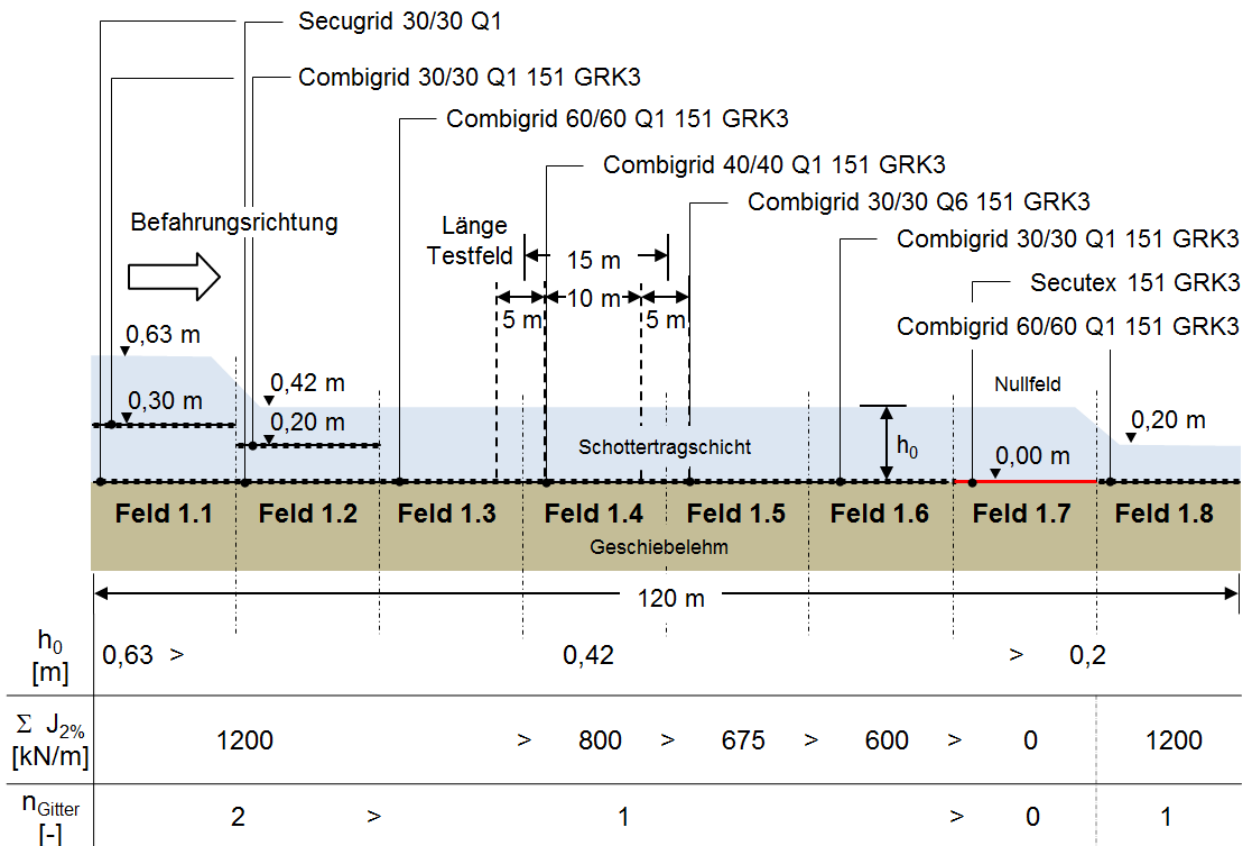 Secugrid 30/30 Q1
Combigrid 30/30 Q1 151 GRK3
Combigrid 60/60 Q1 151 GRK3
Combigrid 40/40 Q1 151 GRK3
Combigrid 30/30 Q6 151 GRK3
Befahrungsrichtung
Länge
Testfeld
15 m
Combigrid 30/30 Q1 151 GRK3
Secutex 151 GRK3
10 m
5 m
5 m
Combigrid 60/60 Q1 151 GRK3
0,63 m
0,42 m
0,30 m
0,20 m
Nullfeld
0,20 m
Schottertragschicht
h0
0,00 m
Feld 1.1 Feld 1.2 Feld 1.3 Feld 1.4 Feld 1.5 Feld 1.6 Feld 1.7 Feld 1.8
Geschiebelehm
120 m
h0
[m]
0,63 > 0,42 > 0,2
Σ J2%
[kN/m]
1200 > 800 > 675 > 600 > 0 1200
nGitter
[-]
2 > 1 > 0 1